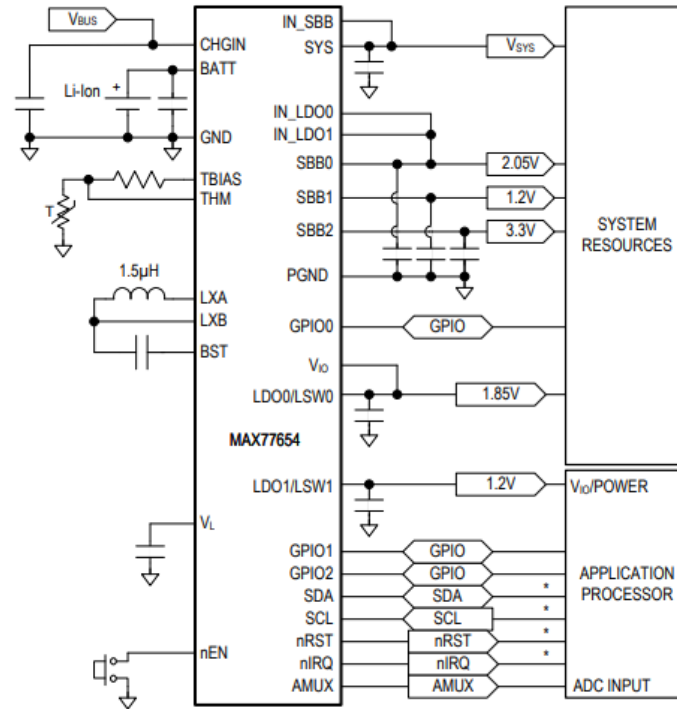 VBUS
CHGIN
BATT
Li-Ion +
GND
TBIAS
THM
T
1.5µH
LXA
LXB
BST
VL
nEN
MAX77654
IN_SBB
SYS
VSYS
IN_LDO0
IN_LDO1
SBB0
2.05V
SBB1
1.2V
SBB2
3.3V
PGND
GPIO0
GPIO
VIO
LDO0/LSW0
1.85V
SYSTEM
RESOURCES
LDO1/LSW1
1.2V
VIO/POWER
GPIO1
GPIO
GPIO2
GPIO
SDA
SDA
*
SCL
SCL
*
nRST
nRST
*
nIRQ
nIRQ
*
AMUX
AMUX
APPLICATION
PROCESSOR
ADC INPUT